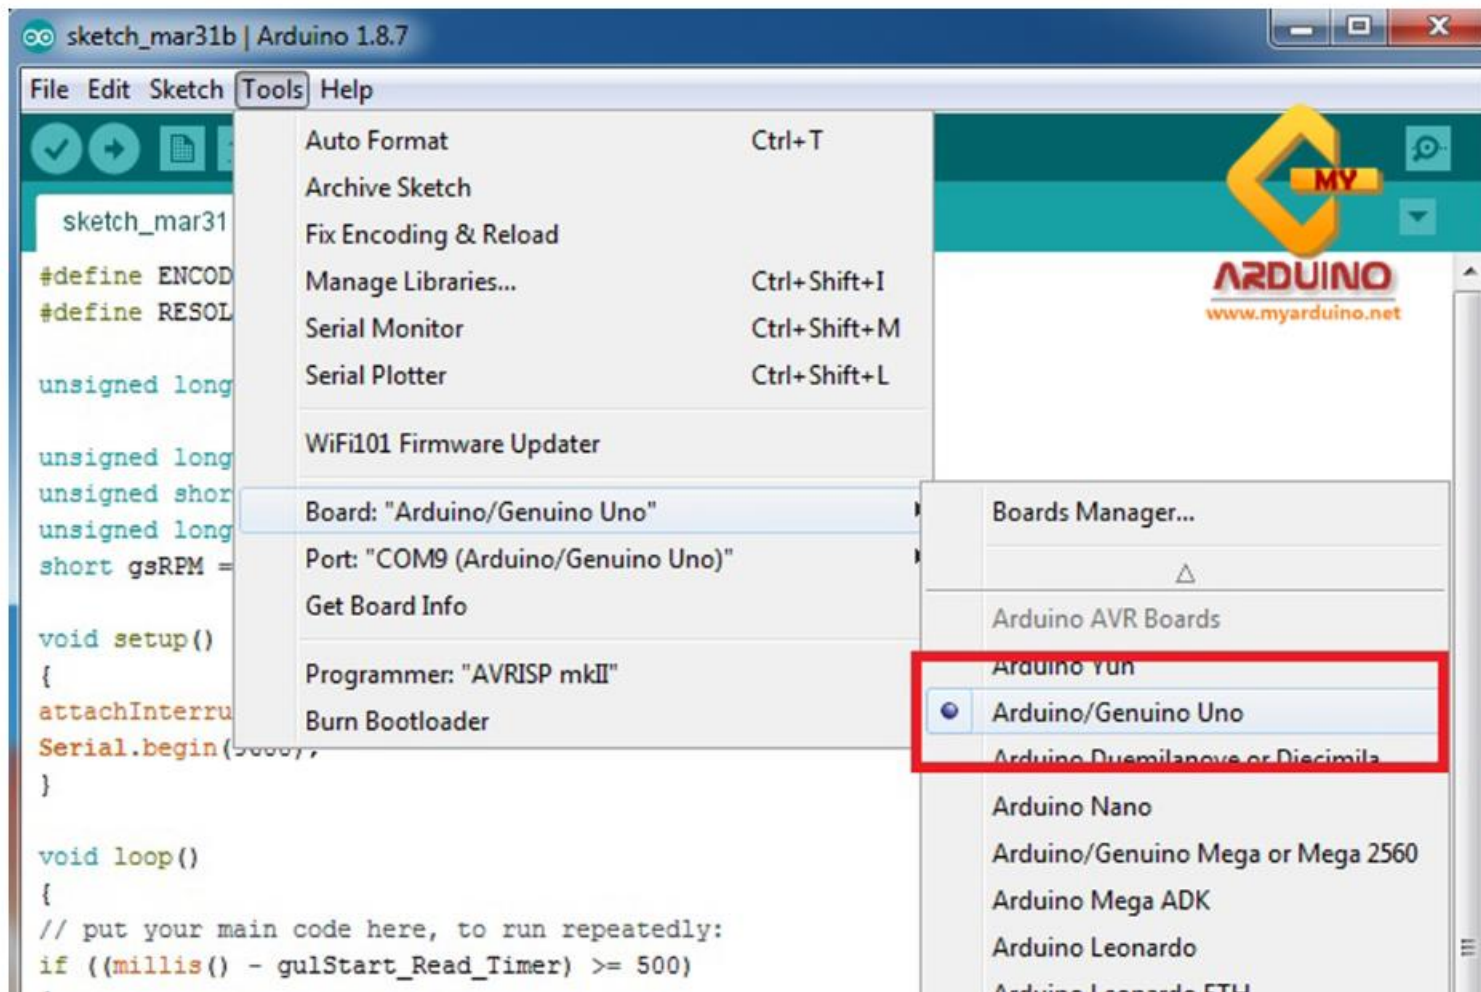 sketch_mar31b | Arduino 1.8.7
File Edit Sketch Tools Help
sketch_mar31
Auto Format Ctrl+T
Archive Sketch
Fix Encoding & Reload
Manage Libraries... Ctrl+Shift+I
Serial Monitor Ctrl+Shift+M
Serial Plotter Ctrl+Shift+L
WiFi101 Firmware Updater
Board: "Arduino/Genuino Uno"
Port: "COM9 (Arduino/Genuino Uno)"
Get Board Info
Programmer: "AVRISP mkII"
Burn Bootloader
MY
ARDUINO
www.myarduino.net
Boards Manager...
Arduino AVR Boards
Arduino Yún
Arduino/Genuino Uno
Arduino Duemilanove or Diecimila
Arduino Nano
Arduino/Genuino Mega or Mega 2560
Arduino Mega ADK
Arduino Leonardo
Arduino Leonardo ETH
#define ENCOD
#define RESOL
unsigned long
unsigned long
unsigned shor
unsigned long
short gsRPM =
void setup()
{
attachInterru
Serial.begin(
}
void loop()
{
// put your main code here, to run repeatedly:
if ((millis() - gulStart_Read_Timer) >= 500)